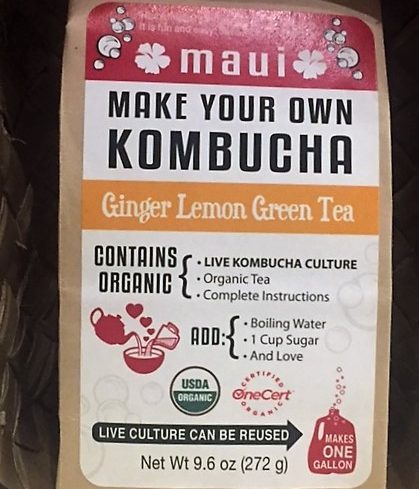 It is fun and easy
maui
MAKE YOUR OWN
KOMBUCHA
Ginger Lemon Green Tea
CONTAINS
ORGANIC
• LIVE KOMBUCHA CULTURE
• Organic Tea
• Complete Instructions
ADD:
• Boiling Water
• 1 Cup Sugar
• And Love
USDA
ORGANIC
CERTIFIED
OneCert
ORGANIC
LIVE CULTURE CAN BE REUSED
MAKES
ONE
GALLON
Net Wt 9.6 oz (272 g)